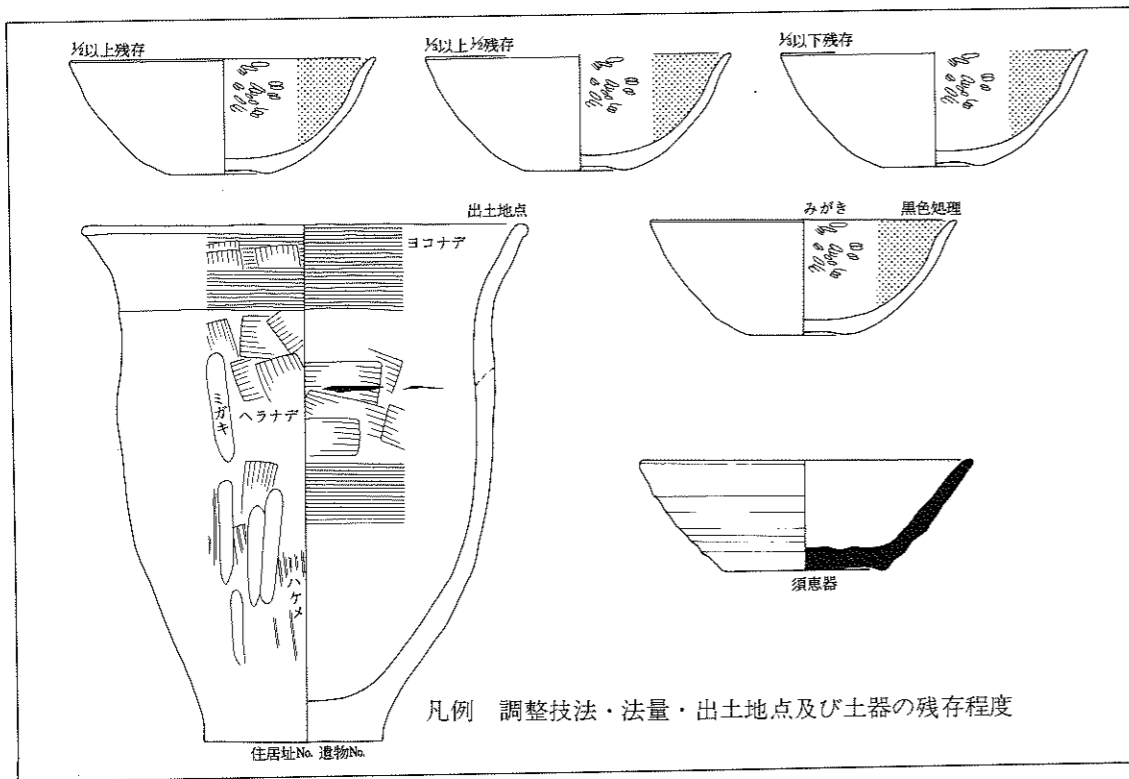 ⅓以上残存
⅓以上½残存
⅓以下残存
出土地点
ヨコナデ
ミガキ
ヘラナデ
ハケメ
住居址No. 遺物No.
みがき
黒色処理
須恵器
凡例 調整技法・法量・出土地点及び土器の残存程度